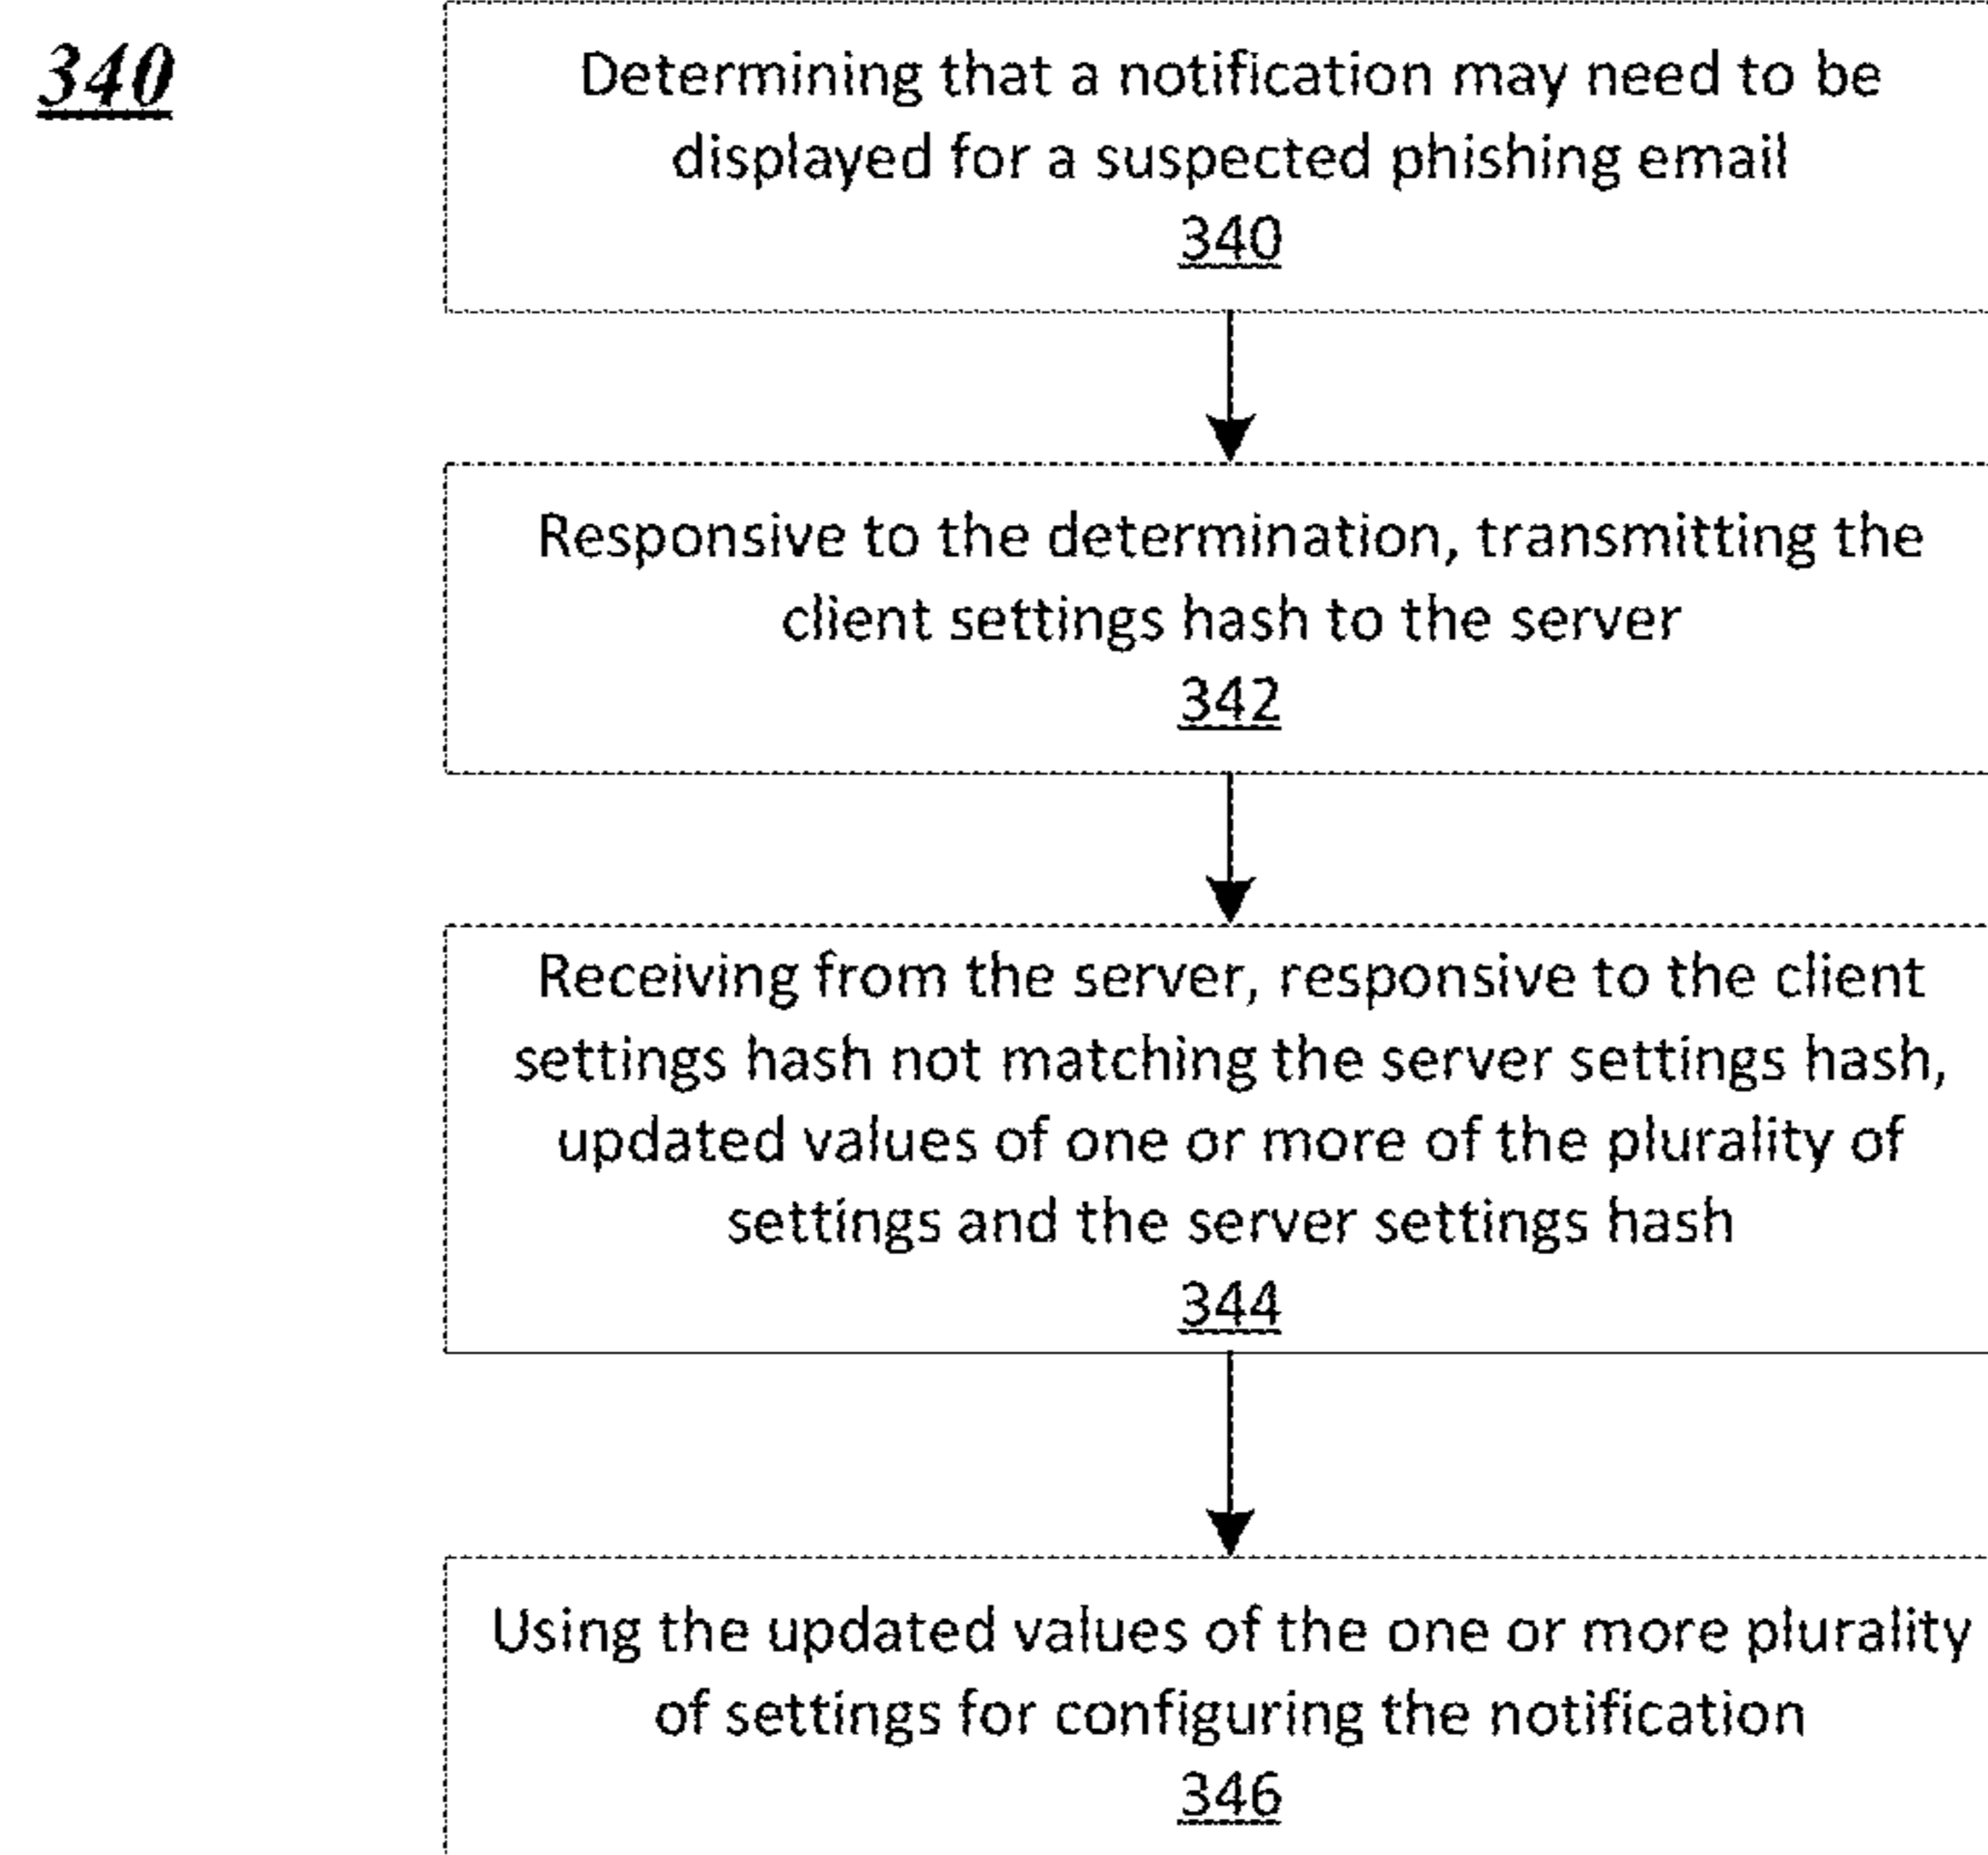 340
Determining that a notification may need to be
displayed for a suspected phishing email
340
Responsive to the determination, transmitting the
client settings hash to the server
342
Receiving from the server, responsive to the client
settings hash not matching the server settings hash,
updated values of one or more of the plurality of
settings and the server settings hash
344
Using the updated values of the one or more plurality
of settings for configuring the notification
346